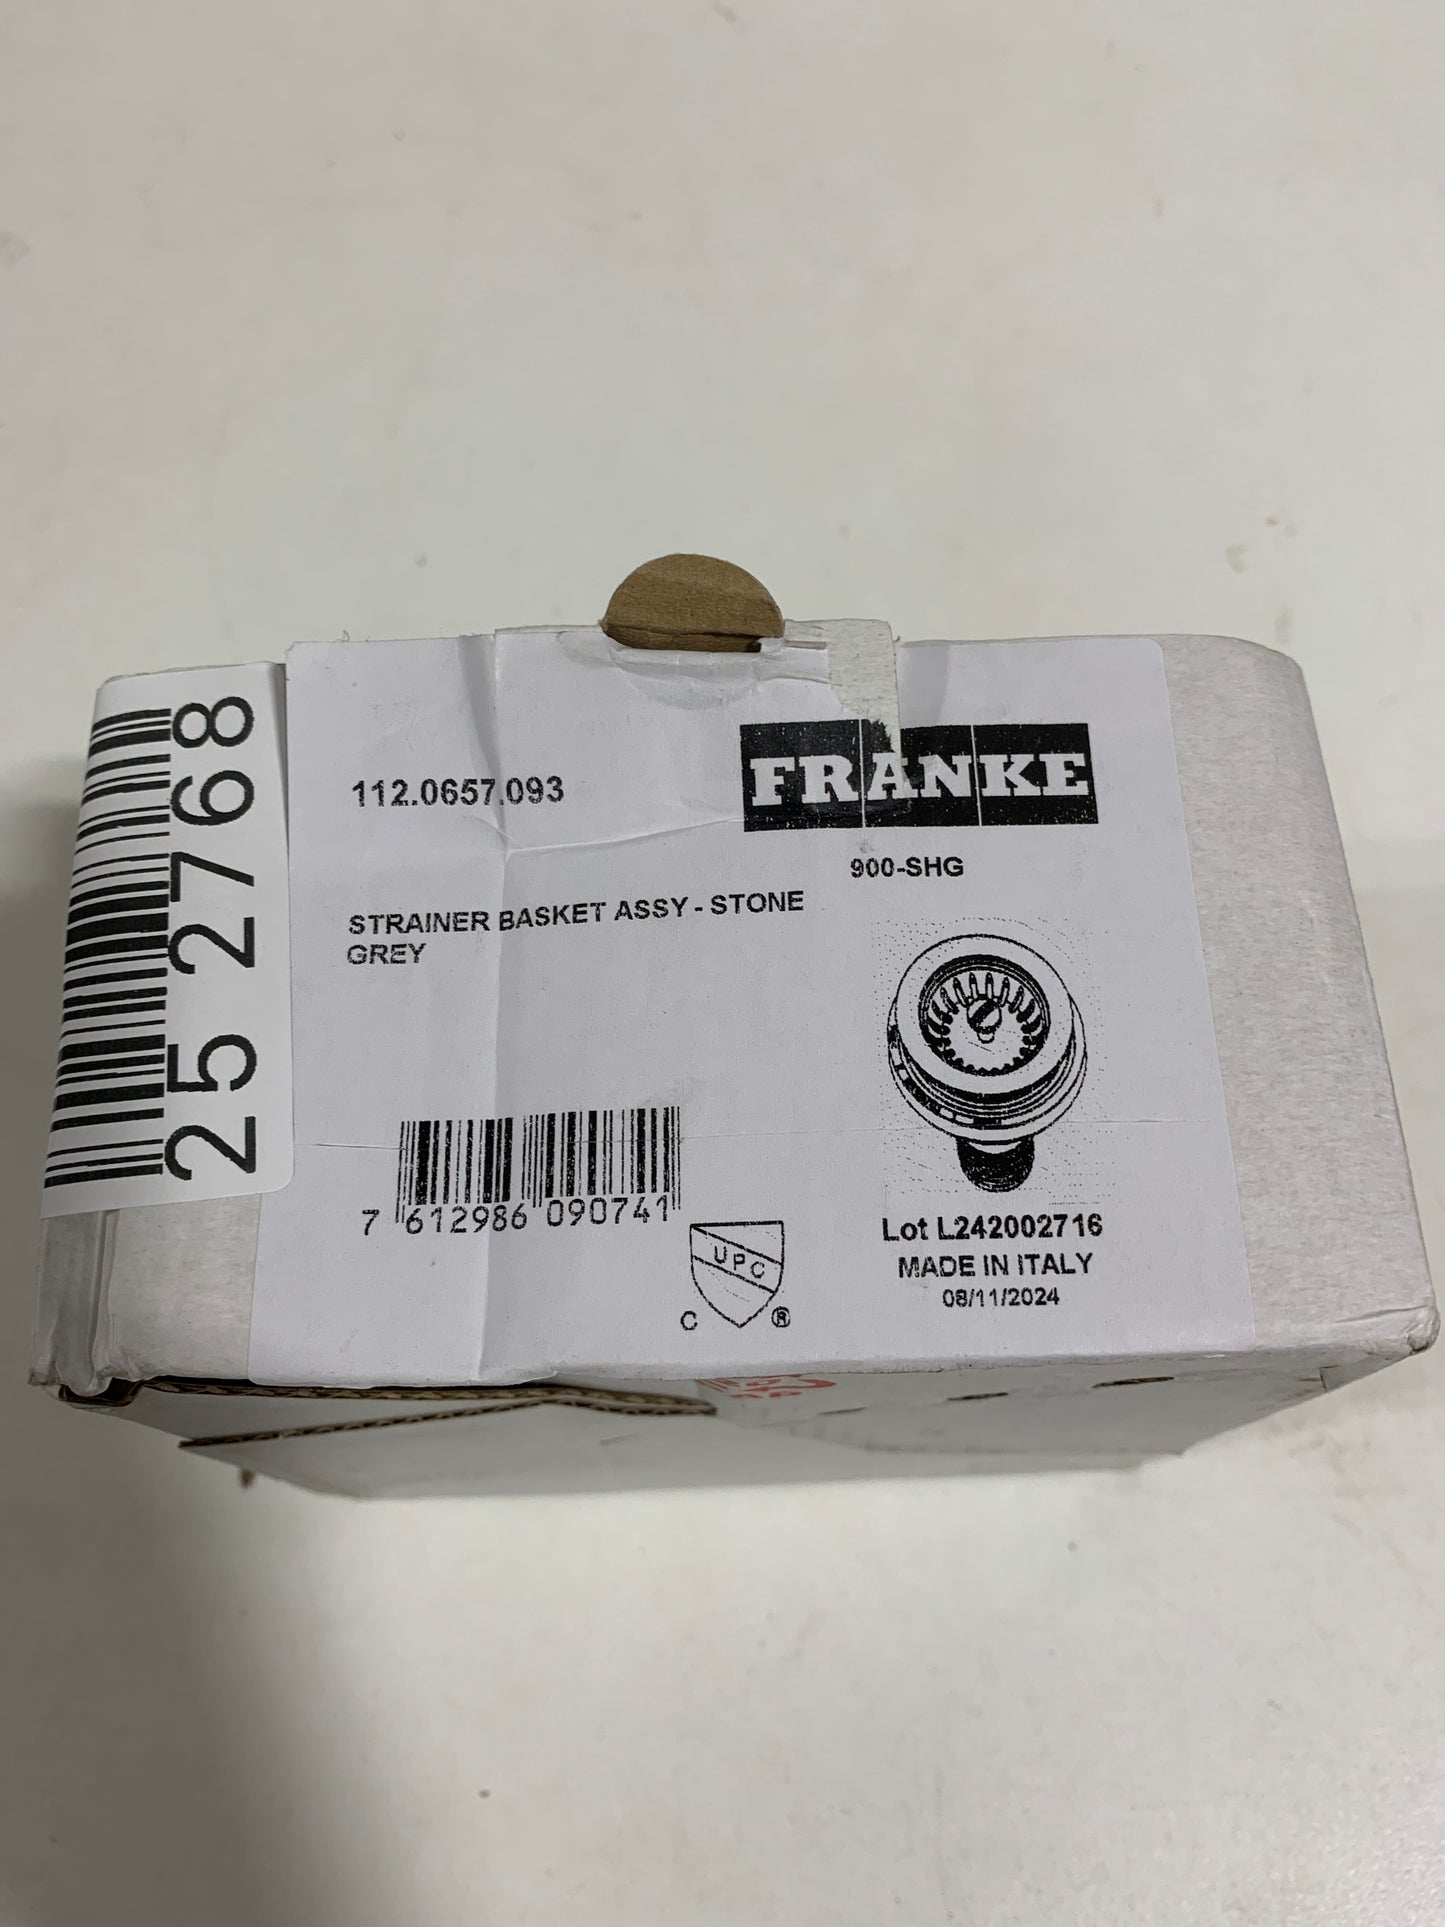 25 2768
112.0657.093
FRANKE
900-SHG
STRAINER BASKET ASSY - STONE
GREY
7 612986 090741
UPC
C ®
Lot L242002716
MADE IN ITALY
08/11/2024